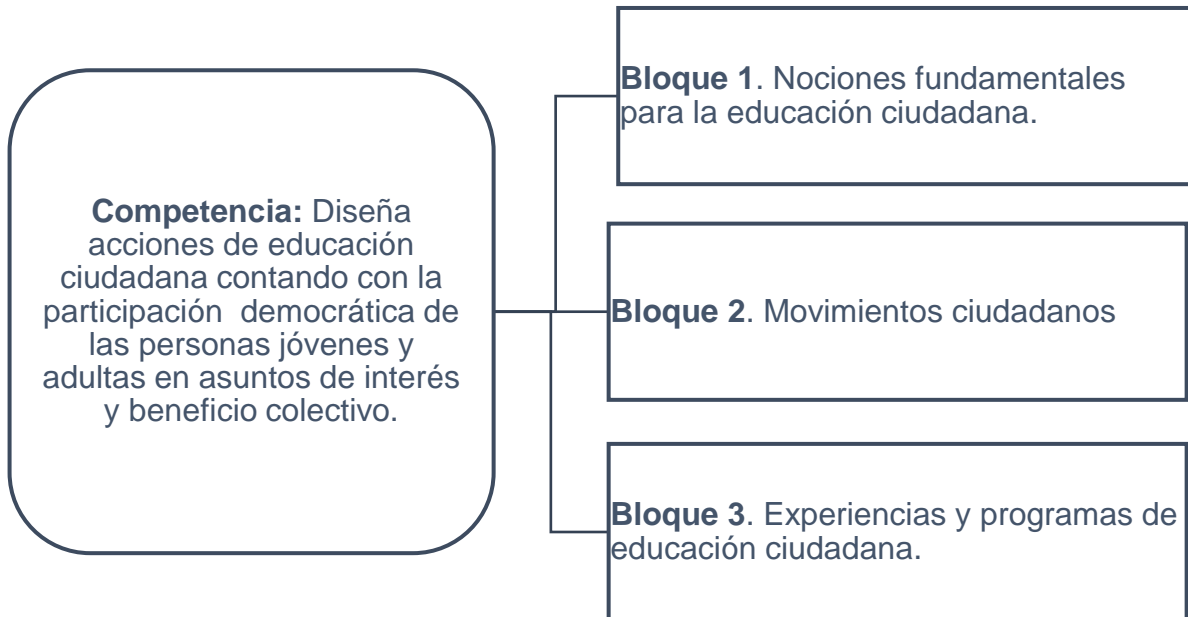 Competencia: Diseña
acciones de educación
ciudadana contando con la
participación democrática de
las personas jóvenes y
adultas en asuntos de interés
y beneficio colectivo.
Bloque 1. Nociones fundamentales
para la educación ciudadana.
Bloque 2. Movimientos ciudadanos
Bloque 3. Experiencias y programas de
educación ciudadana.